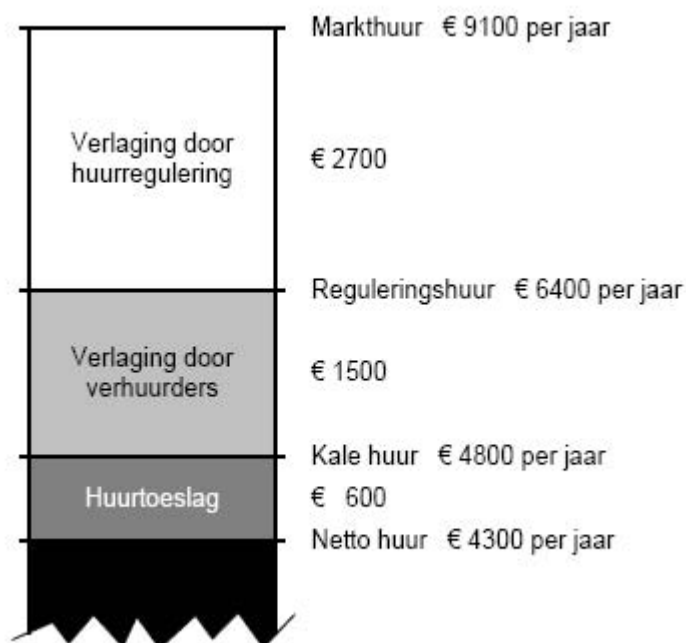 Markthuur € 9100 per jaar
Verlaging door
huurregulering
€ 2700
Reguleringshuur € 6400 per jaar
Verlaging door
verhuurders
€ 1500
Kale huur € 4800 per jaar
Huurtoeslag
€ 600
Netto huur € 4300 per jaar